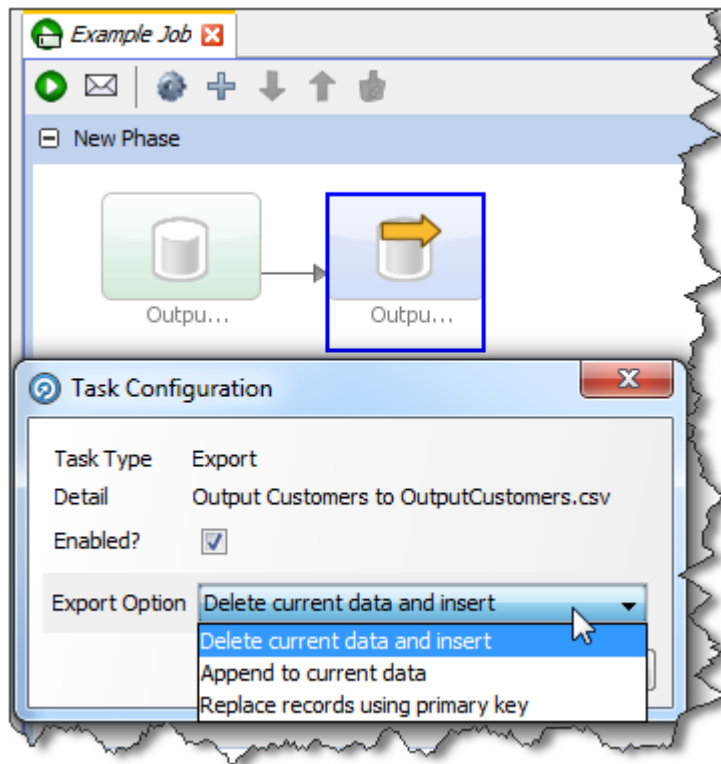 Example Job
New Phase
Outpu...
Outpu...
Task Configuration
Task Type Export
Detail Output Customers to OutputCustomers.csv
Enabled?
Export Option Delete current data and insert
Delete current data and insert
Append to current data
Replace records using primary key